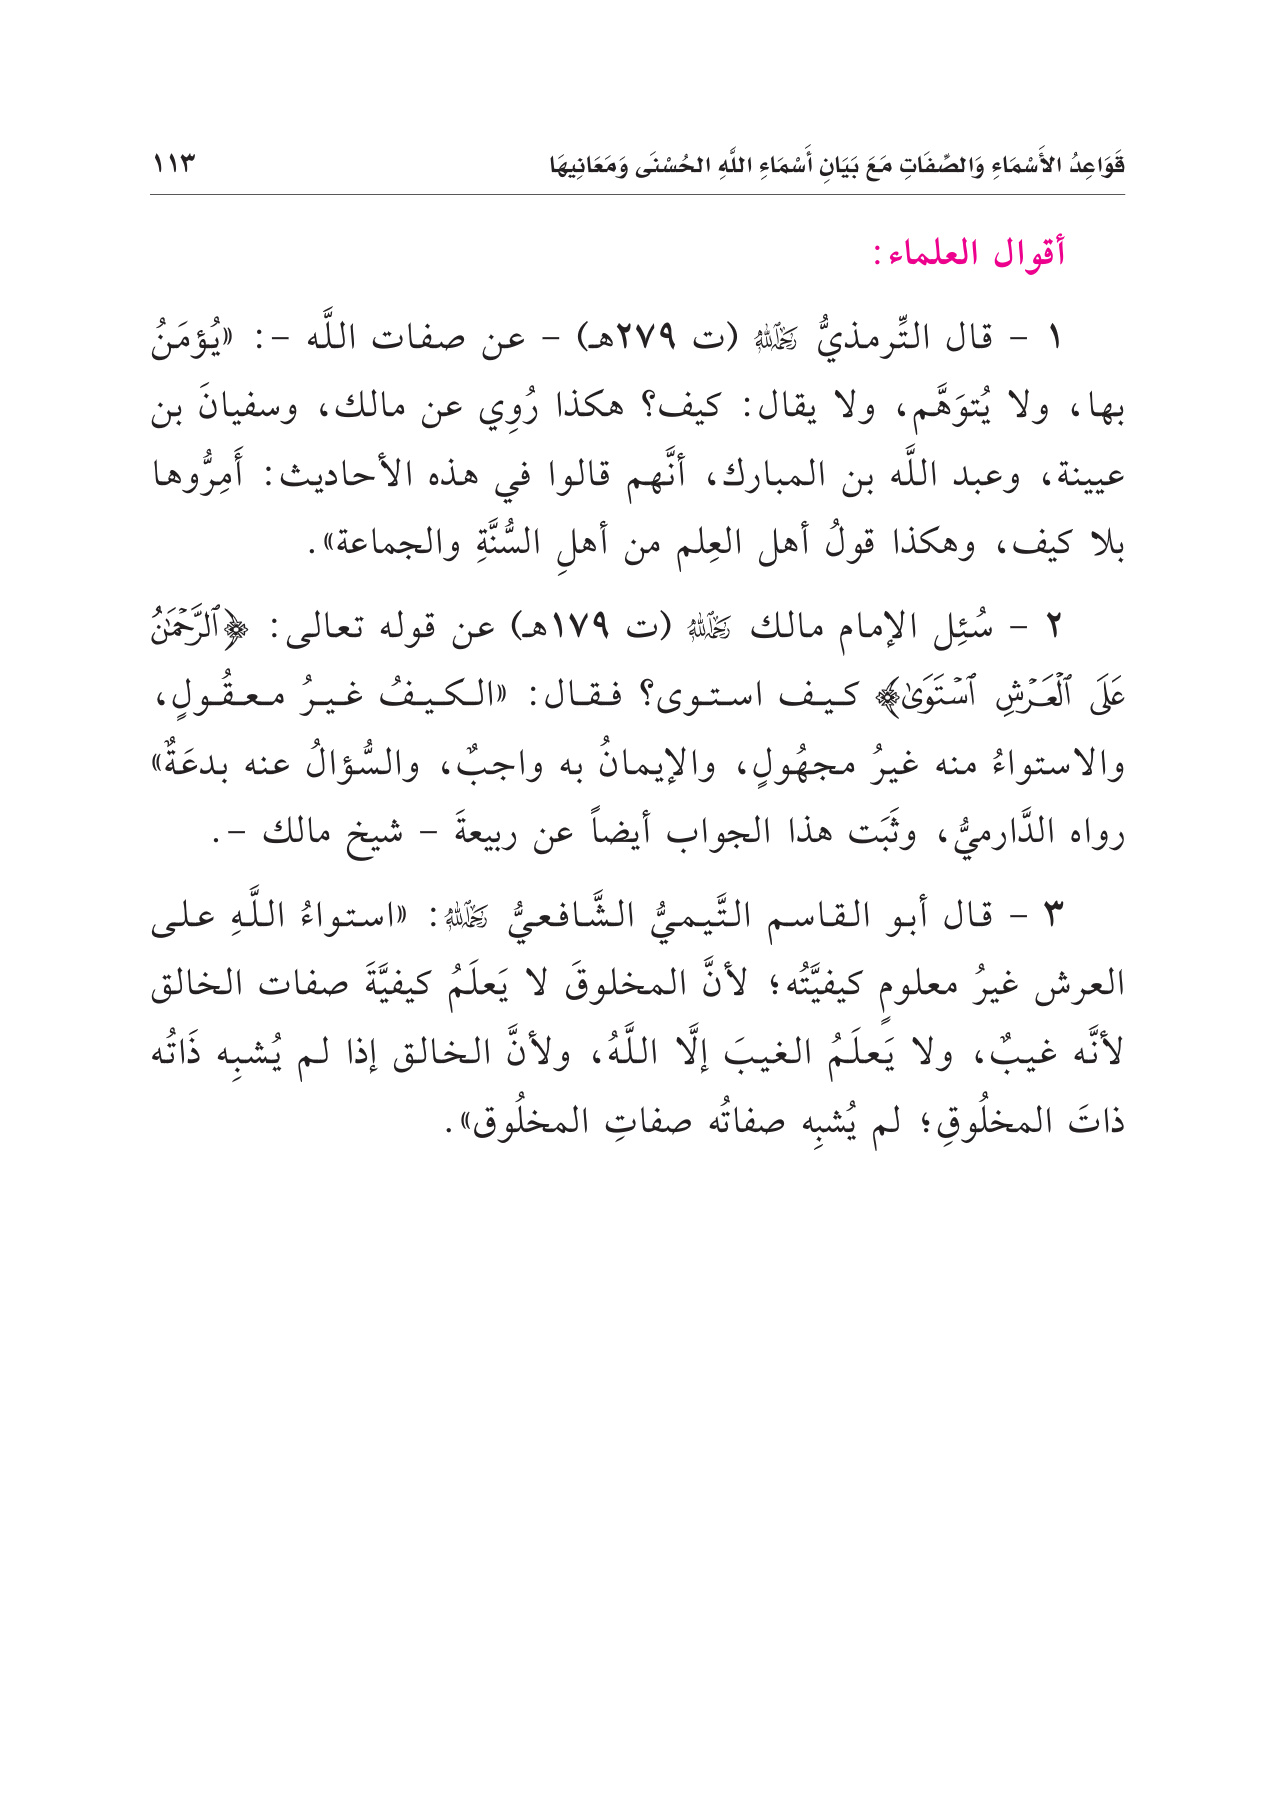 قَوَاعِدُ الأَسْمَاءِ وَالصِّفَاتِ مَعَ بَيَانِ أَسْمَاءِ اللَّهِ الحُسْنَى وَمَعَانِيهَا ١١٣
أقوال العلماء:
١ - قال التِّرمذيُّ رَحِمَهُ اللَّهُ (ت ٢٧٩هـ) - عن صفات اللَّه -: «يُؤمَنُ
بها، ولا يُتوَهَّم، ولا يقال: كيف؟ هكذا رُوِي عن مالك، وسفيانَ بن
عيينة، وعبد اللَّه بن المبارك، أنَّهم قالوا في هذه الأحاديث: أَمِرُّوها
بلا كيف، وهكذا قولُ أهل العِلم من أهلِ السُّنَّةِ والجماعة».
٢ - سُئِل الإمام مالك رَحِمَهُ اللَّهُ (ت ١٧٩هـ) عن قوله تعالى: ﴿ٱلرَّحۡمَٰنُ
عَلَى ٱلۡعَرۡشِ ٱسۡتَوَىٰ﴾ كيف استوى؟ فقال: «الكيفُ غيرُ معقُولٍ،
والاستواءُ منه غيرُ مجهُولٍ، والإيمانُ به واجبٌ، والسُّؤالُ عنه بدعَةٌ»
رواه الدَّارميُّ، وثَبَت هذا الجواب أيضاً عن ربيعةَ - شيخ مالك -.
٣ - قال أبو القاسم التَّيميُّ الشَّافعيُّ رَحِمَهُ اللَّهُ: «استواءُ اللَّهِ على
العرش غيرُ معلومٍ كيفيَّتُه؛ لأنَّ المخلوقَ لا يَعلَمُ كيفيَّةَ صفات الخالق
لأنَّه غيبٌ، ولا يَعلَمُ الغيبَ إلَّا اللَّهُ، ولأنَّ الخالق إذا لم يُشبِه ذَاتُه
ذاتَ المخلُوقِ؛ لم يُشبِه صفاتُه صفاتِ المخلُوق».